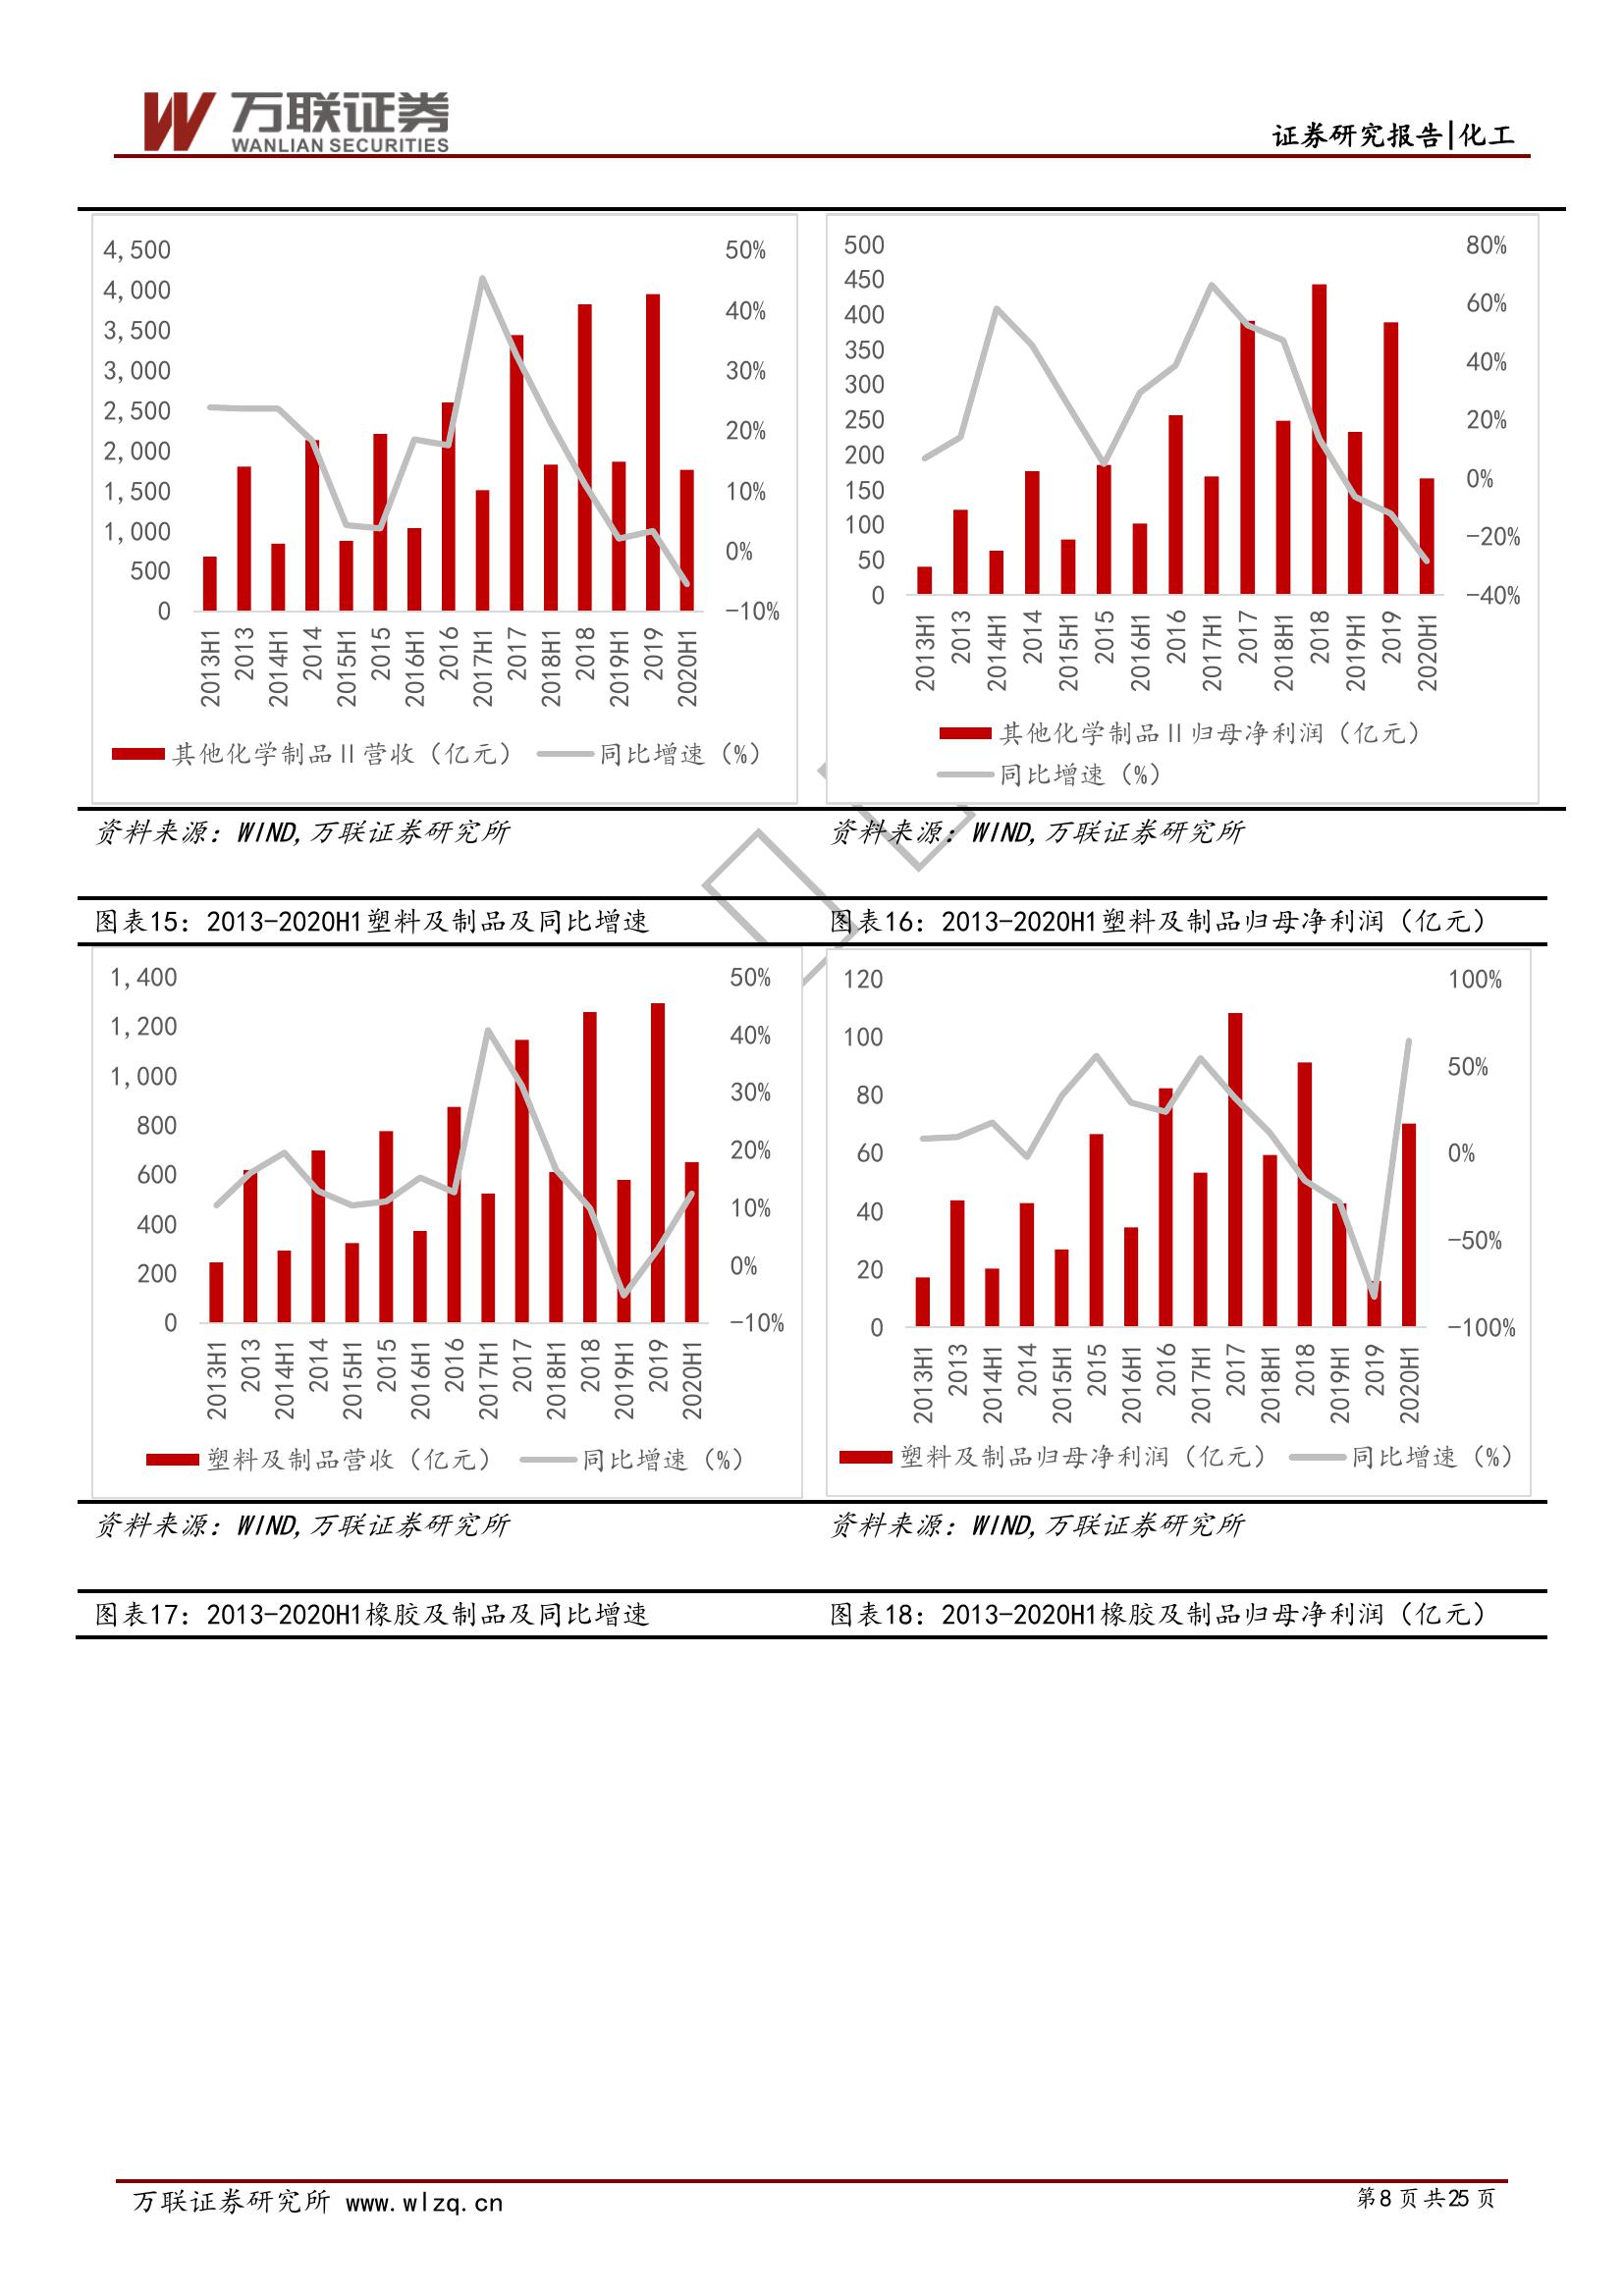 万联证券
WANLIAN SECURITIES
证券研究报告|化工
4,500
4,000
3,500
3,000
2,500
2,000
1,500
1,000
500
0
50%
40%
30%
20%
10%
0%
-10%
2013H1
2013
2014H1
2014
2015H1
2015
2016H1
2016
2017H1
2017
2018H1
2018
2019H1
2019
2020H1
其他化学制品Ⅱ营收（亿元）
同比增速（%）
500
450
400
350
300
250
200
150
100
50
0
80%
60%
40%
20%
0%
-20%
-40%
2013H1
2013
2014H1
2014
2015H1
2015
2016H1
2016
2017H1
2017
2018H1
2018
2019H1
2019
2020H1
其他化学制品Ⅱ归母净利润（亿元）
同比增速（%）
资料来源：WIND,万联证券研究所
资料来源：WIND,万联证券研究所
图表15：2013-2020H1塑料及制品及同比增速
图表16：2013-2020H1塑料及制品归母净利润（亿元）
1,400
1,200
1,000
800
600
400
200
0
50%
40%
30%
20%
10%
0%
-10%
2013H1
2013
2014H1
2014
2015H1
2015
2016H1
2016
2017H1
2017
2018H1
2018
2019H1
2019
2020H1
塑料及制品营收（亿元）
同比增速（%）
120
100
80
60
40
20
0
100%
50%
0%
-50%
-100%
2013H1
2013
2014H1
2014
2015H1
2015
2016H1
2016
2017H1
2017
2018H1
2018
2019H1
2019
2020H1
塑料及制品归母净利润（亿元）
同比增速（%）
资料来源：WIND,万联证券研究所
资料来源：WIND,万联证券研究所
图表17：2013-2020H1橡胶及制品及同比增速
图表18：2013-2020H1橡胶及制品归母净利润（亿元）
万联证券研究所 www.wlzq.cn
第8 页 共25 页